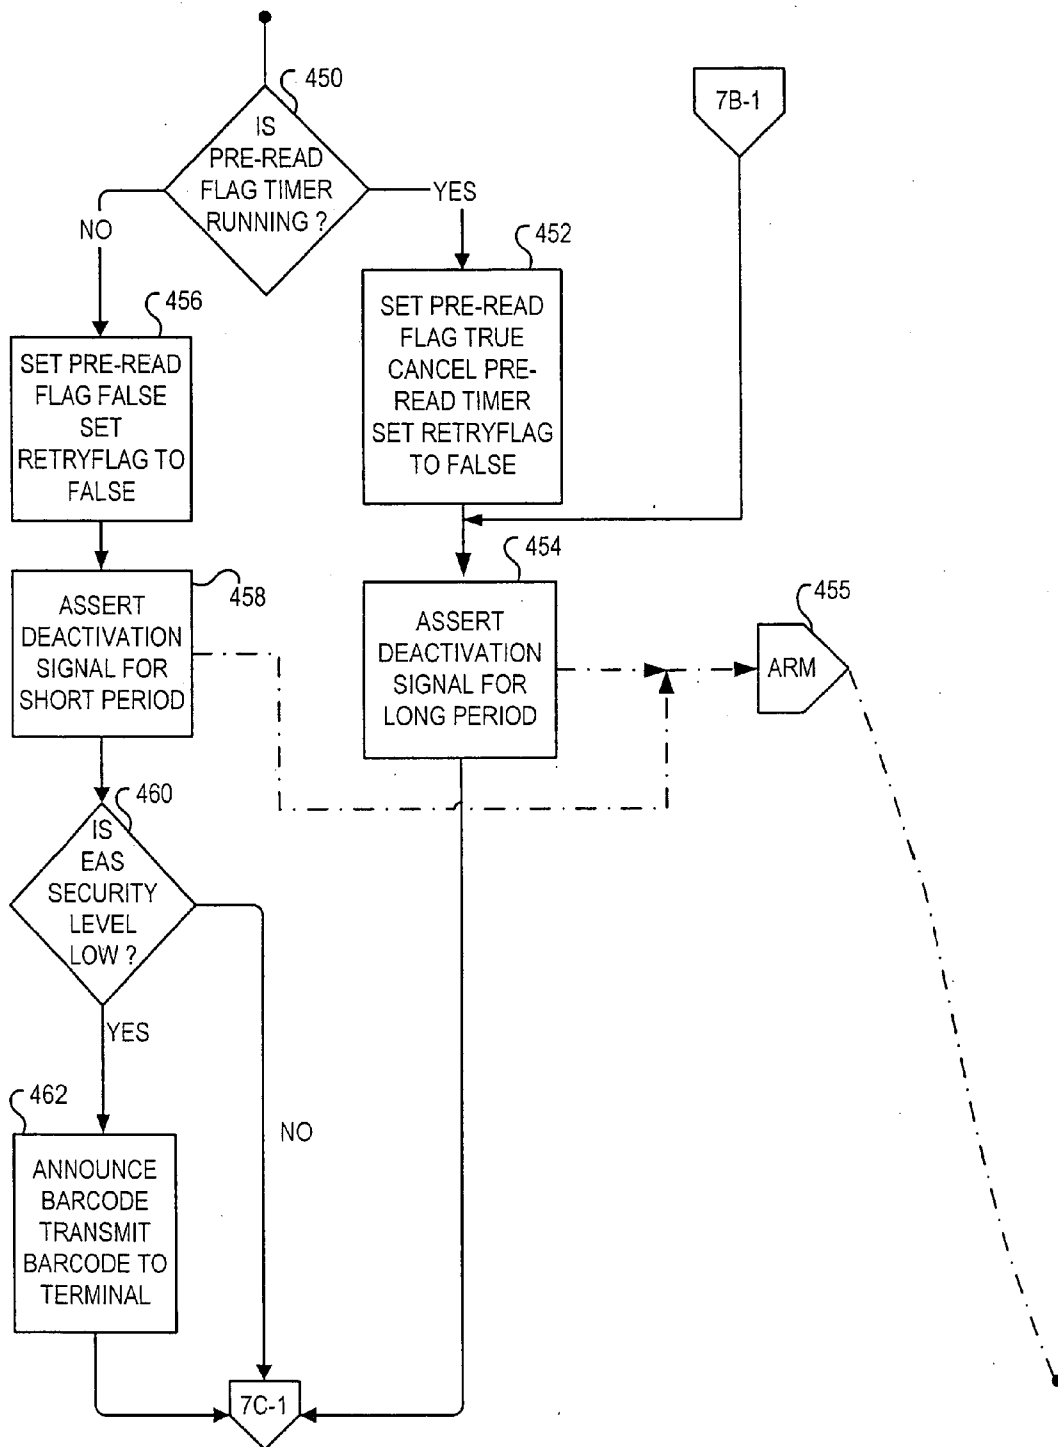 450
IS
PRE-READ
FLAG TIMER
RUNNING ?
7B-1
YES
NO
452
SET PRE-READ
FLAG TRUE
CANCEL PRE-
READ TIMER
SET RETRYFLAG
TO FALSE
456
SET PRE-READ
FLAG FALSE
SET
RETRYFLAG TO
FALSE
454
ASSERT
DEACTIVATION
SIGNAL FOR
LONG PERIOD
455
ARM
458
ASSERT
DEACTIVATION
SIGNAL FOR
SHORT PERIOD
460
IS
EAS
SECURITY
LEVEL
LOW ?
YES
NO
462
ANNOUNCE
BARCODE
TRANSMIT
BARCODE TO
TERMINAL
7C-1